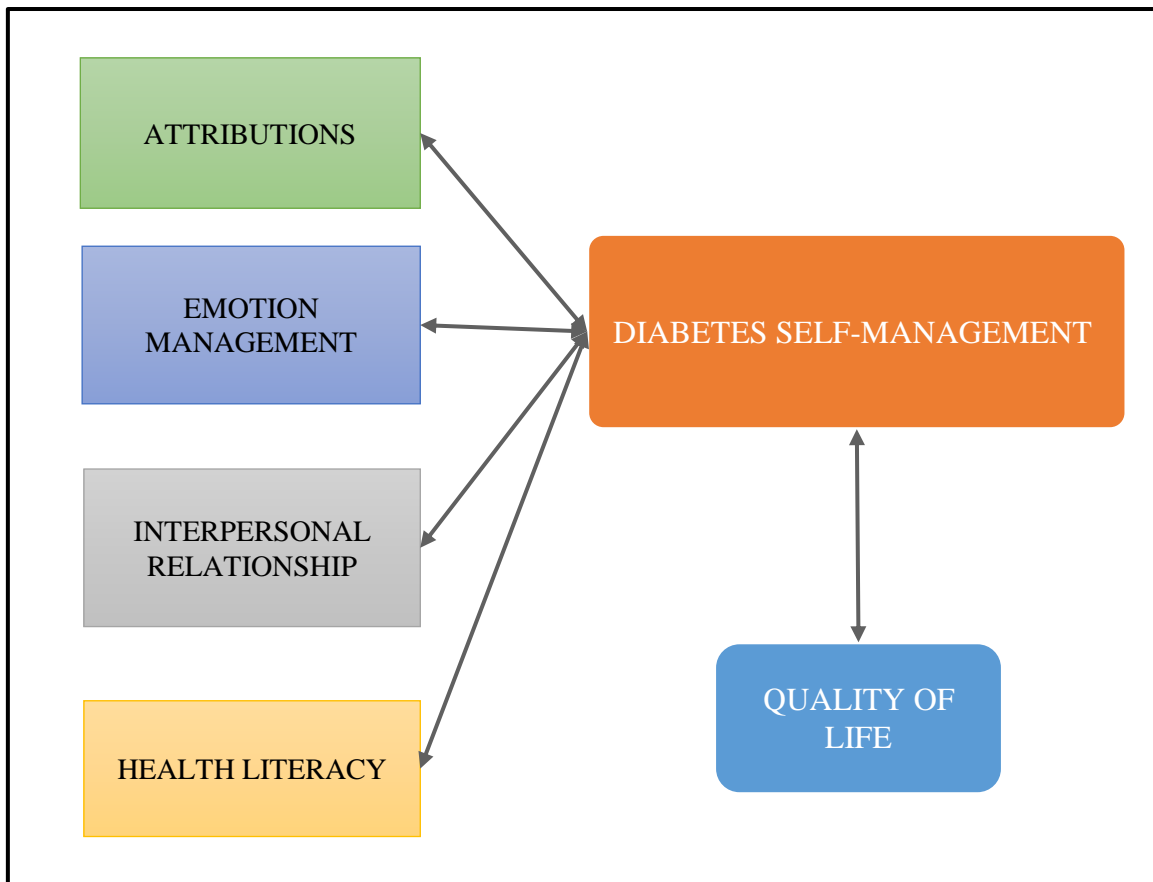 ATTRIBUTIONS
EMOTION
MANAGEMENT
INTERPERSONAL
RELATIONSHIP
HEALTH LITERACY
DIABETES SELF-MANAGEMENT
QUALITY OF
LIFE